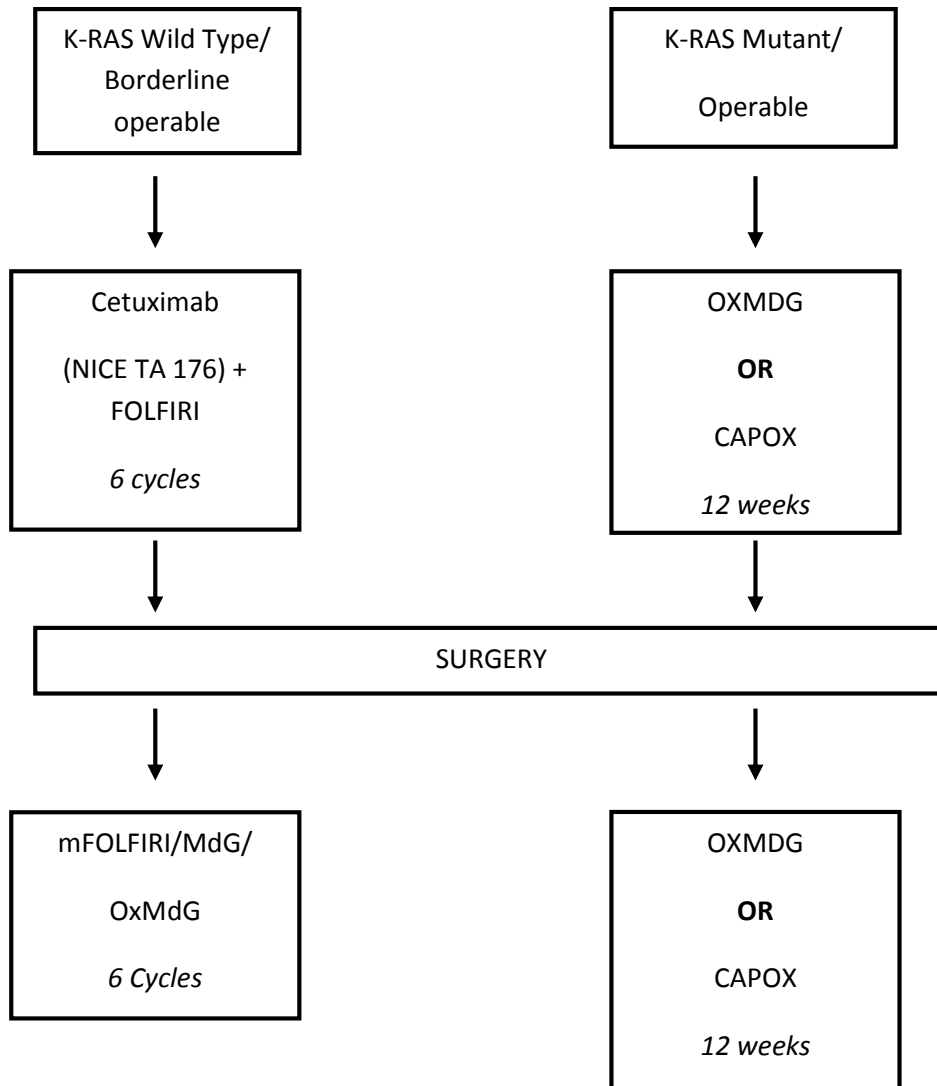 K-RAS Wild Type/
Borderline
operable
K-RAS Mutant/
Operable
Cetuximab
(NICE TA 176) +
FOLFIRI
6 cycles
OXMDG
OR
CAPOX
12 weeks
SURGERY
mFOLFIRI/MdG/
OxMdG
6 Cycles
OXMDG
OR
CAPOX
12 weeks